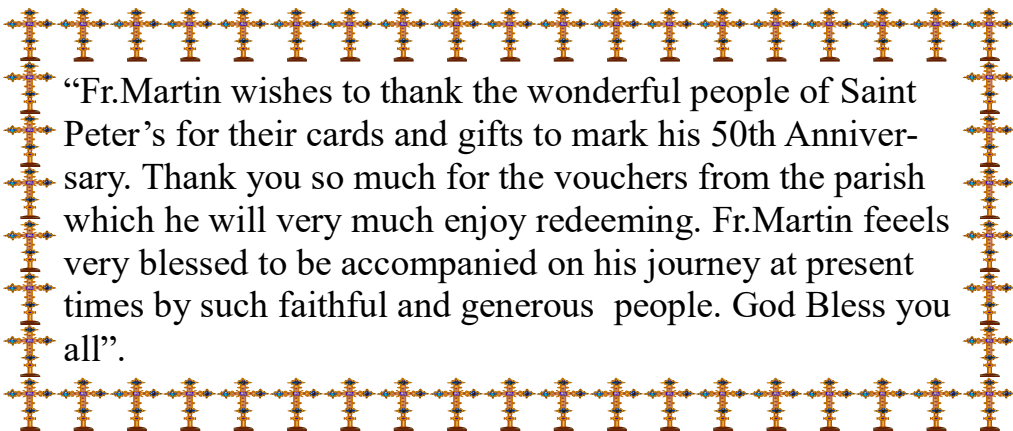 “Fr.Martin wishes to thank the wonderful people of Saint
Peter’s for their cards and gifts to mark his 50th Anniver-
sary. Thank you so much for the vouchers from the parish
which he will very much enjoy redeeming. Fr.Martin feeels
very blessed to be accompanied on his journey at present
times by such faithful and generous  people. God Bless you
all”.